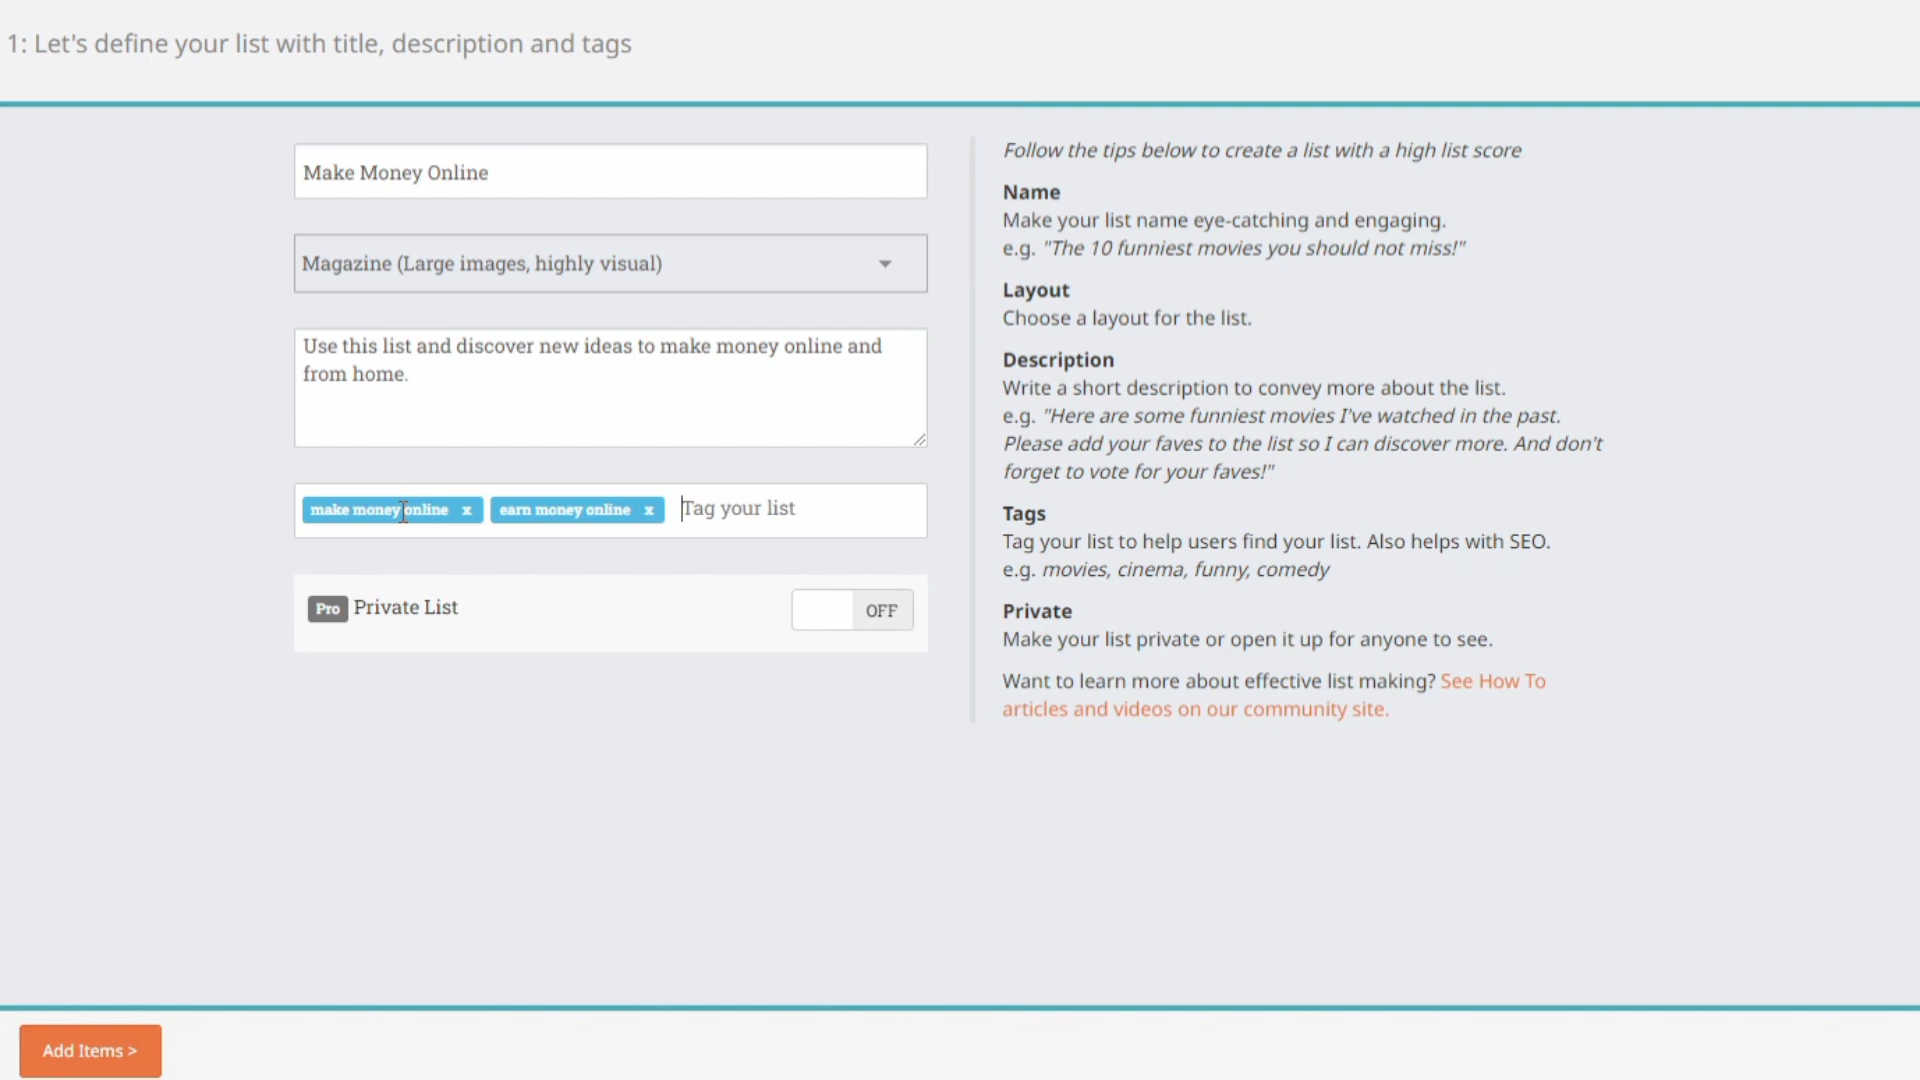 1: Let's define your list with title, description and tags
Make Money Online
Magazine (Large images, highly visual)
Use this list and discover new ideas to make money online and
from home.
make money online x earn money online x Tag your list
Pro Private List OFF
Follow the tips below to create a list with a high list score
Name
Make your list name eye-catching and engaging.
e.g. "The 10 funniest movies you should not miss!"
Layout
Choose a layout for the list.
Description
Write a short description to convey more about the list.
e.g. "Here are some funniest movies I've watched in the past.
Please add your faves to the list so I can discover more. And don't
forget to vote for your faves!"
Tags
Tag your list to help users find your list. Also helps with SEO.
e.g. movies, cinema, funny, comedy
Private
Make your list private or open it up for anyone to see.
Want to learn more about effective list making? See How To
articles and videos on our community site.
Add Items >